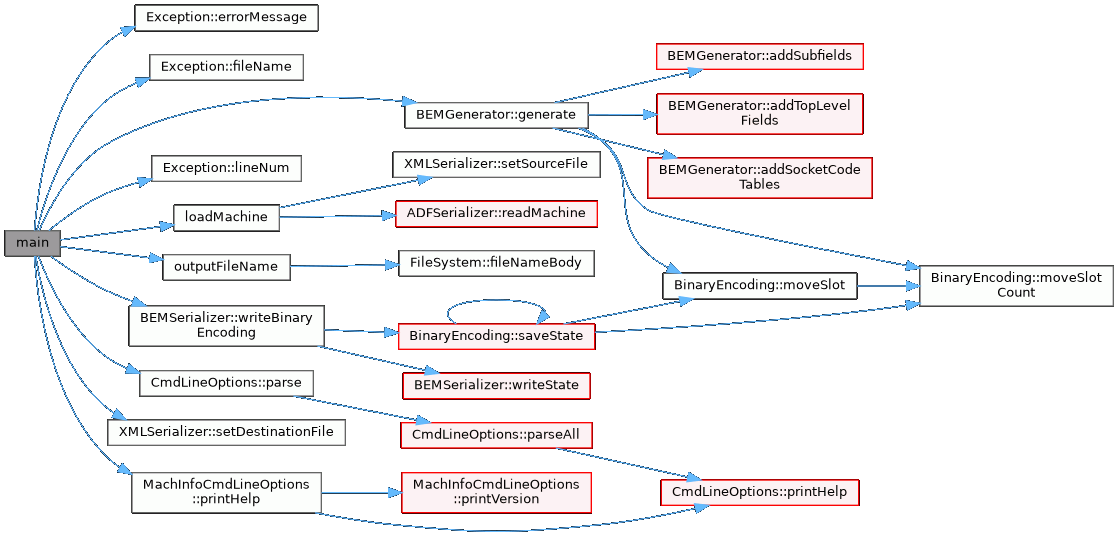 main
Exception::errorMessage
Exception::fileName
BEMGenerator::generate
Exception::lineNum
loadMachine
outputFileName
BEMSerializer::writeBinary
Encoding
CmdLineOptions::parse
XMLSerializer::setDestinationFile
MachInfoCmdLineOptions
::printHelp
XMLSerializer::setSourceFile
ADFSerializer::readMachine
FileSystem::fileNameBody
BinaryEncoding::saveState
BEMSerializer::writeState
CmdLineOptions::parseAll
MachInfoCmdLineOptions
::printVersion
BEMGenerator::addSubfields
BEMGenerator::addTopLevel
Fields
BEMGenerator::addSocketCode
Tables
BinaryEncoding::moveSlot
CmdLineOptions::printHelp
BinaryEncoding::moveSlot
Count